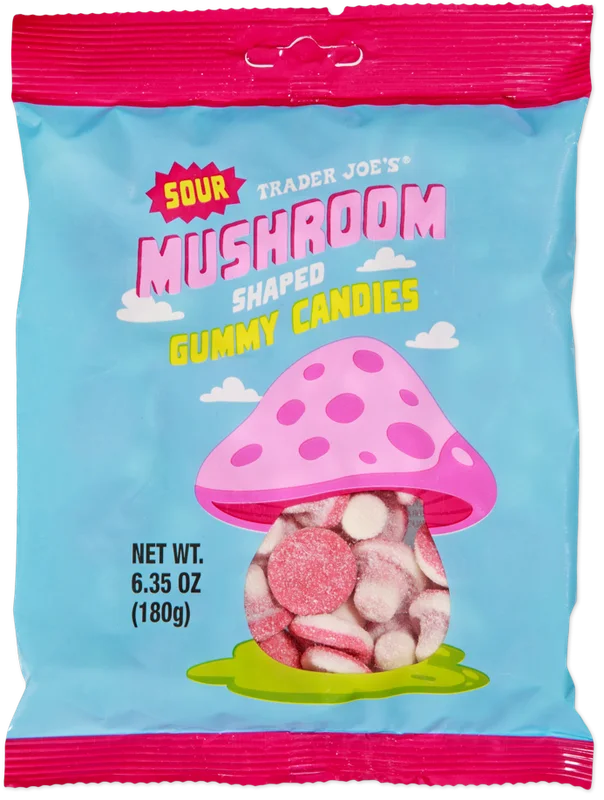 SOUR
TRADER JOE'S®
MUSHROOM
SHAPED
GUMMY CANDIES
NET WT.
6.35 OZ
(180g)